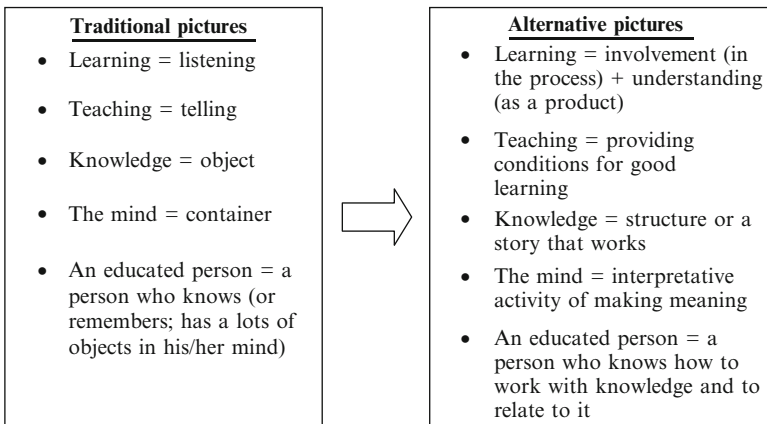 Traditional pictures
• Learning = listening
• Teaching = telling
• Knowledge = object
• The mind = container
• An educated person = a
person who knows (or
remembers; has a lots of
objects in his/her mind)
Alternative pictures
• Learning = involvement (in
the process) + understanding
(as a product)
• Teaching = providing
conditions for good
learning
• Knowledge = structure or a
story that works
• The mind = interpretative
activity of making meaning
• An educated person = a
person who knows how to
work with knowledge and to
relate to it